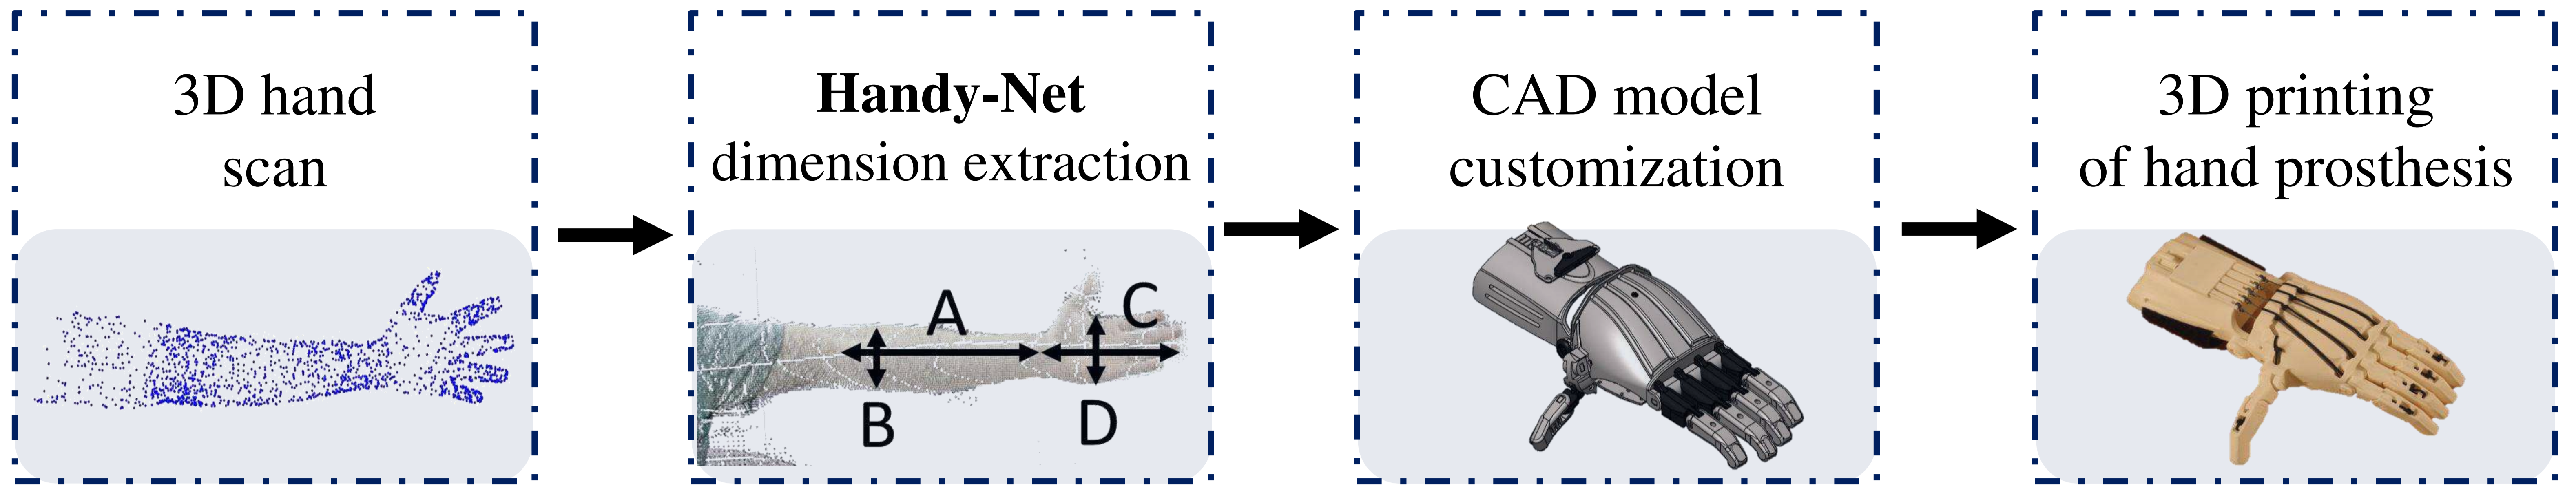 3D hand
scan
Handy-Net
dimension extraction
A
C
B
D
CAD model
customization
3D printing
of hand prosthesis